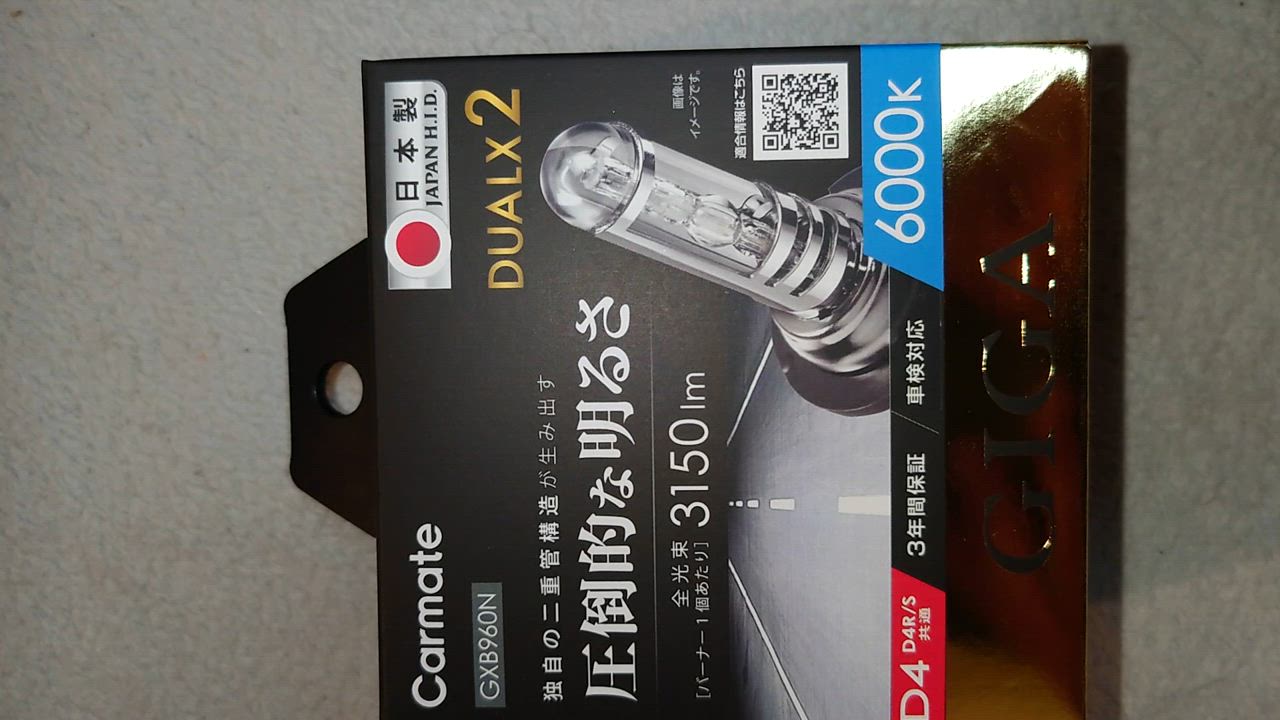 Carmate
日本製
JAPAN H.I.D.
GXB960N
DUALX2
独自の二重管構造が生み出す
圧倒的な明るさ
全光束
[バーナー1個あたり]
3150lm
画像は
イメージです。
適合情報はこちら
D4 D4R/S
共通
3年間保証
車検対応
6000K
GIGA